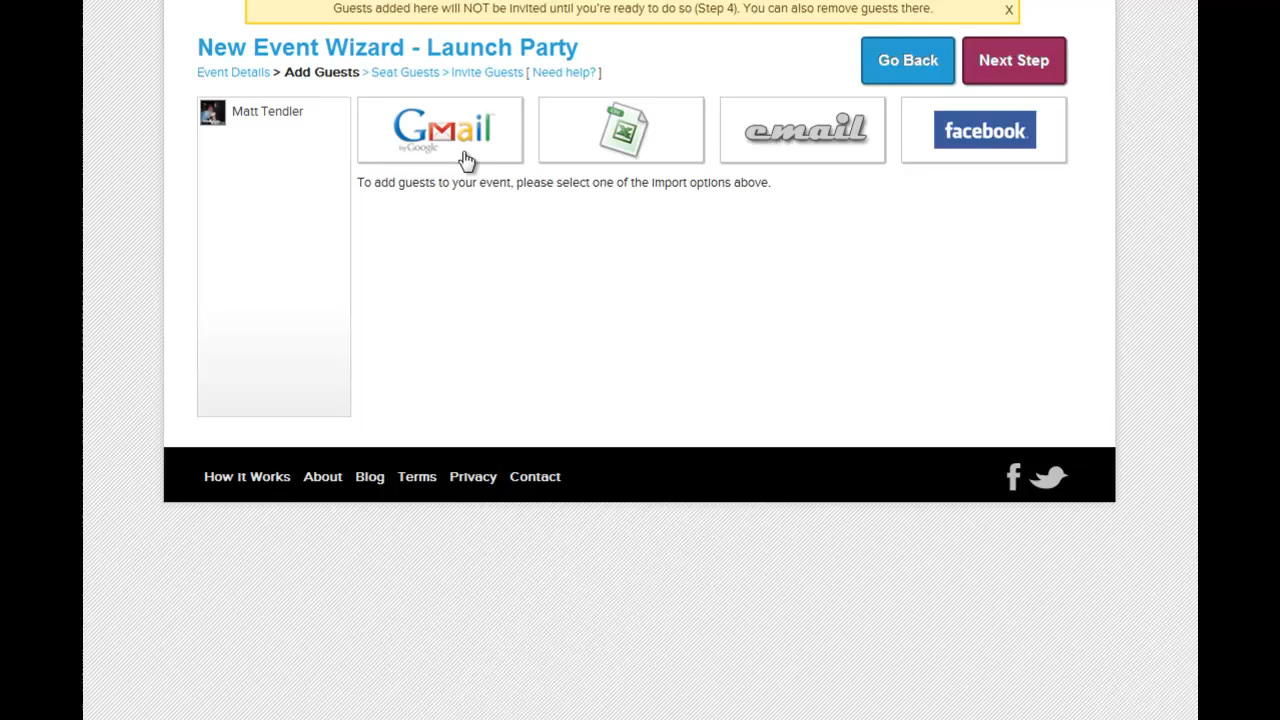 Guests added here will NOT be invited until you're ready to do so (Step 4). You can also remove guests there.
X
New Event Wizard - Launch Party
Go Back
Next Step
Event Details > Add Guests > Seat Guests > Invite Guests [ Need help? ]
Matt Tendler
Gmail
by Google
email
facebook
To add guests to your event, please select one of the import options above.
How it Works About Blog Terms Privacy Contact
f